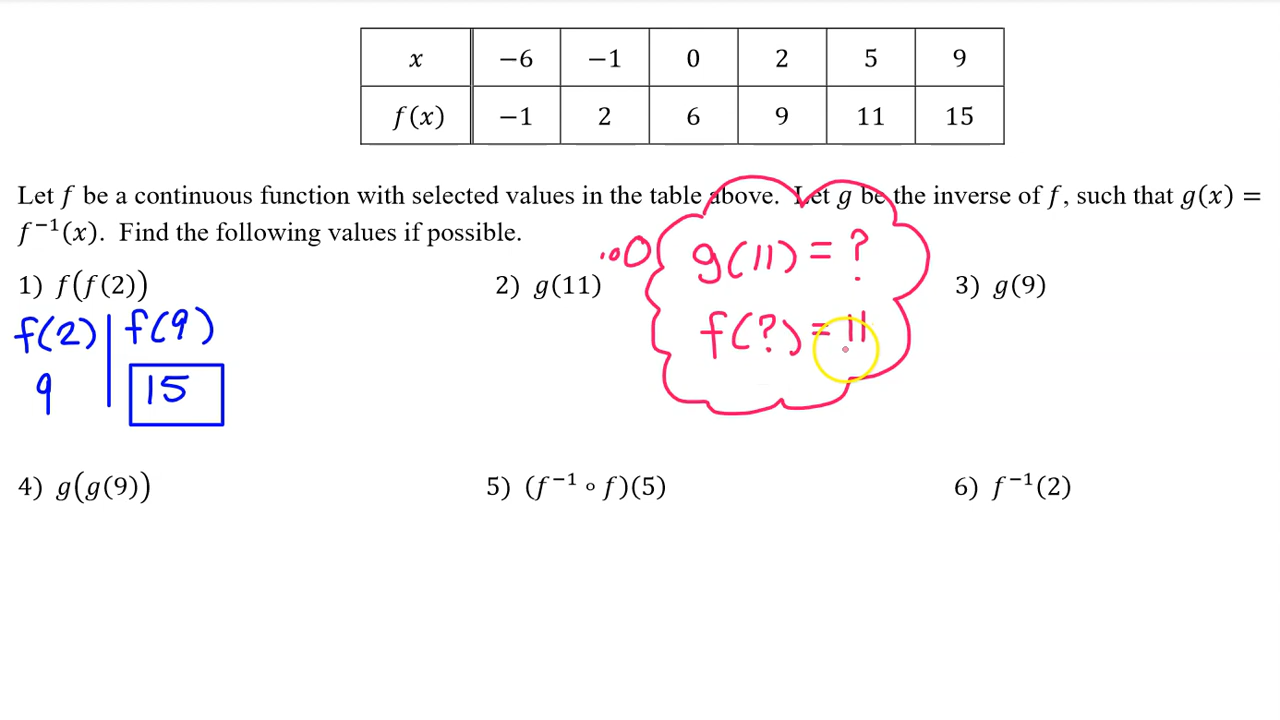 x −6 −1 0 2 5 9
f(x) −1 2 6 9 11 15
Let f be a continuous function with selected values in the table above. Let g be the inverse of f, such that g(x) =
f⁻¹(x). Find the following values if possible.
1) f(f(2))
f(2) | f(9)
9 | 15
2) g(11)
g(11) = ?
f(?) = 11
3) g(9)
4) g(g(9))
5) (f⁻¹ ∘ f)(5)
6) f⁻¹(2)